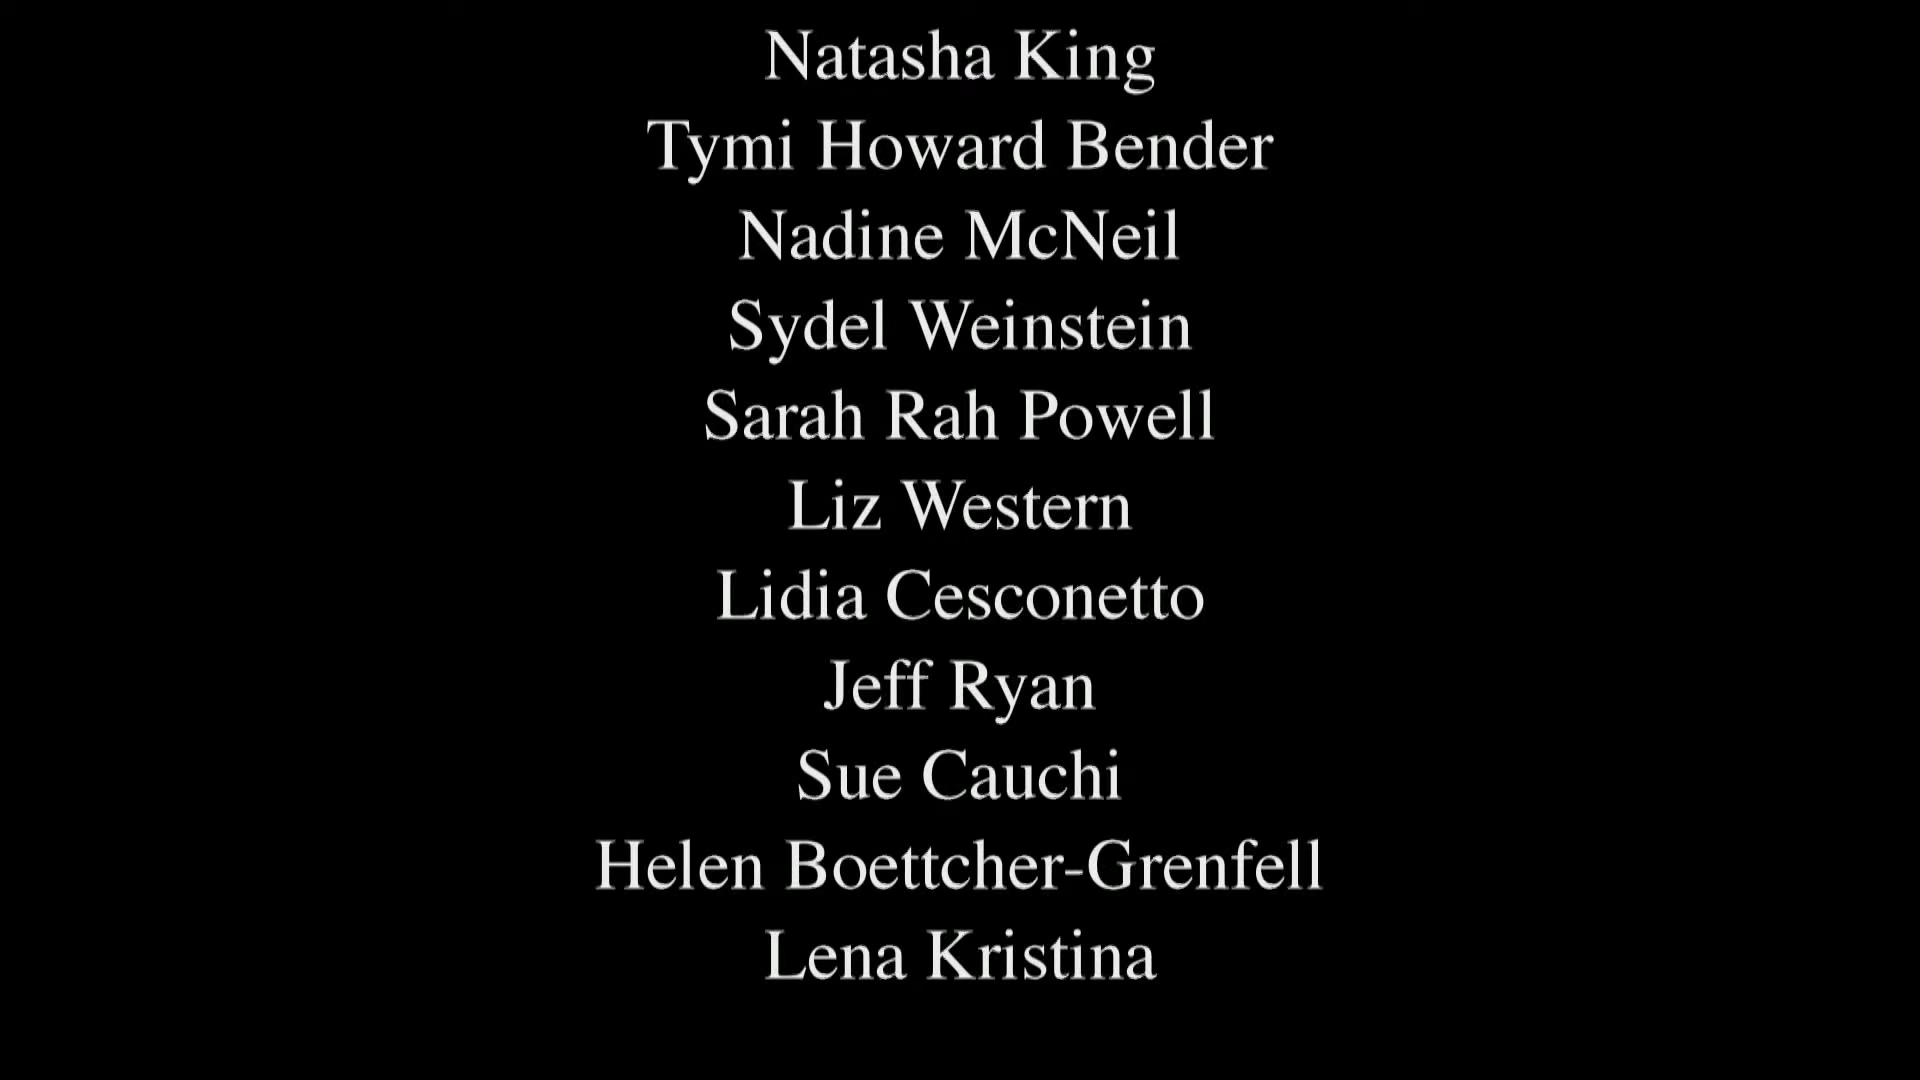 Natasha King
Tymi Howard Bender
Nadine McNeil
Sydel Weinstein
Sarah Rah Powell
Liz Western
Lidia Cesconetto
Jeff Ryan
Sue Cauchi
Helen Boettcher-Grenfell
Lena Kristina